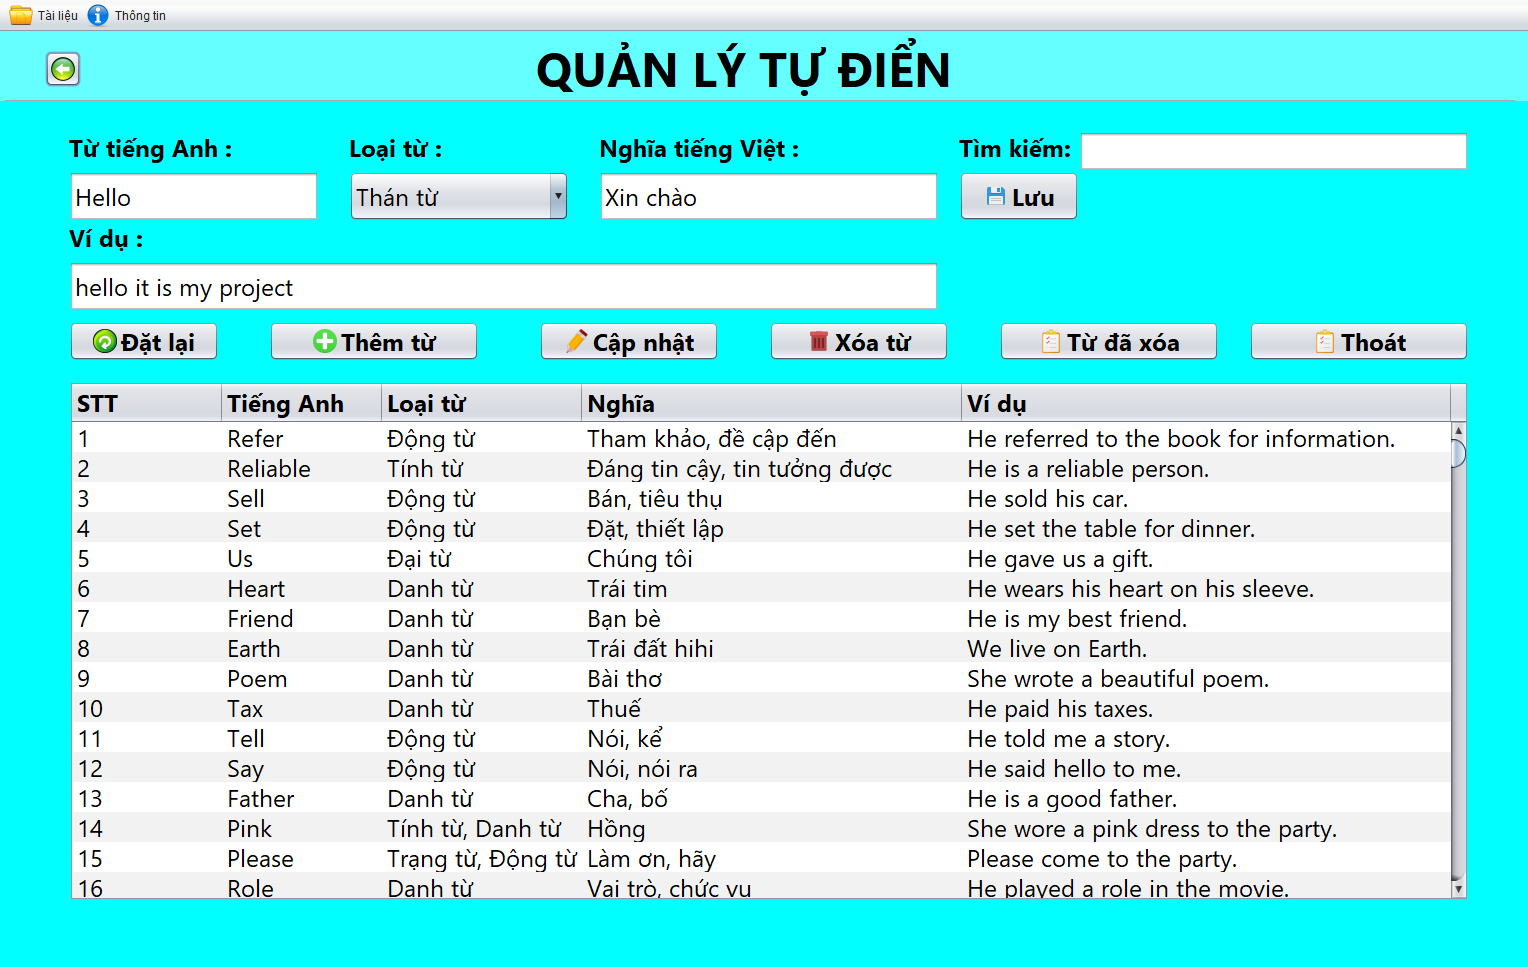 Tài liệu Thông tin
QUẢN LÝ TỰ ĐIỂN
Từ tiếng Anh : Loại từ : Nghĩa tiếng Việt : Tìm kiếm:
Hello Thán từ Xin chào Lưu
Ví dụ :
hello it is my project
Đặt lại Thêm từ Cập nhật Xóa từ Từ đã xóa Thoát
STT Tiếng Anh Loại từ Nghĩa Ví dụ
1 Refer Động từ Tham khảo, đề cập đến He referred to the book for information.
2 Reliable Tính từ Đáng tin cậy, tin tưởng được He is a reliable person.
3 Sell Động từ Bán, tiêu thụ He sold his car.
4 Set Động từ Đặt, thiết lập He set the table for dinner.
5 Us Đại từ Chúng tôi He gave us a gift.
6 Heart Danh từ Trái tim He wears his heart on his sleeve.
7 Friend Danh từ Bạn bè He is my best friend.
8 Earth Danh từ Trái đất hihi We live on Earth.
9 Poem Danh từ Bài thơ She wrote a beautiful poem.
10 Tax Danh từ Thuế He paid his taxes.
11 Tell Động từ Nói, kể He told me a story.
12 Say Động từ Nói, nói ra He said hello to me.
13 Father Danh từ Cha, bố He is a good father.
14 Pink Tính từ, Danh từ Hồng She wore a pink dress to the party.
15 Please Trạng từ, Động từ Làm ơn, hãy Please come to the party.
16 Role Danh từ Vai trò, chức vụ He played a role in the movie.